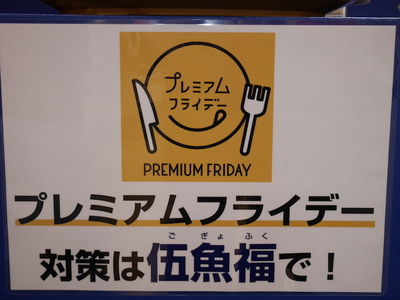 プレミアム
フライデー
PREMIUM FRIDAY
プレミアムフライデー
ご ぎょ ふく
対策は伍魚福で！